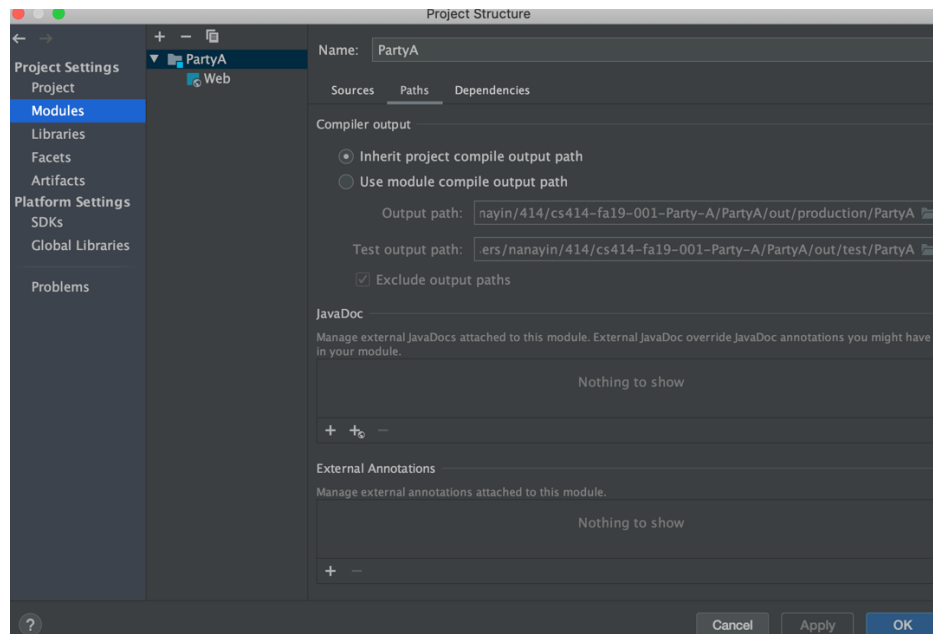 Project Structure
Project Settings
Project
Modules
Libraries
Facets
Artifacts
Platform Settings
SDKs
Global Libraries
Problems
PartyA
Web
Name: PartyA
Sources Paths Dependencies
Compiler output
Inherit project compile output path
Use module compile output path
Output path: nayin/414/cs414-fa19-001-Party-A/PartyA/out/production/PartyA
Test output path: ers/nanayin/414/cs414-fa19-001-Party-A/PartyA/out/test/PartyA
Exclude output paths
JavaDoc
Manage external JavaDocs attached to this module. External JavaDoc override JavaDoc annotations you might have
in your module.
Nothing to show
External Annotations
Manage external annotations attached to this module.
Nothing to show
? Cancel Apply OK